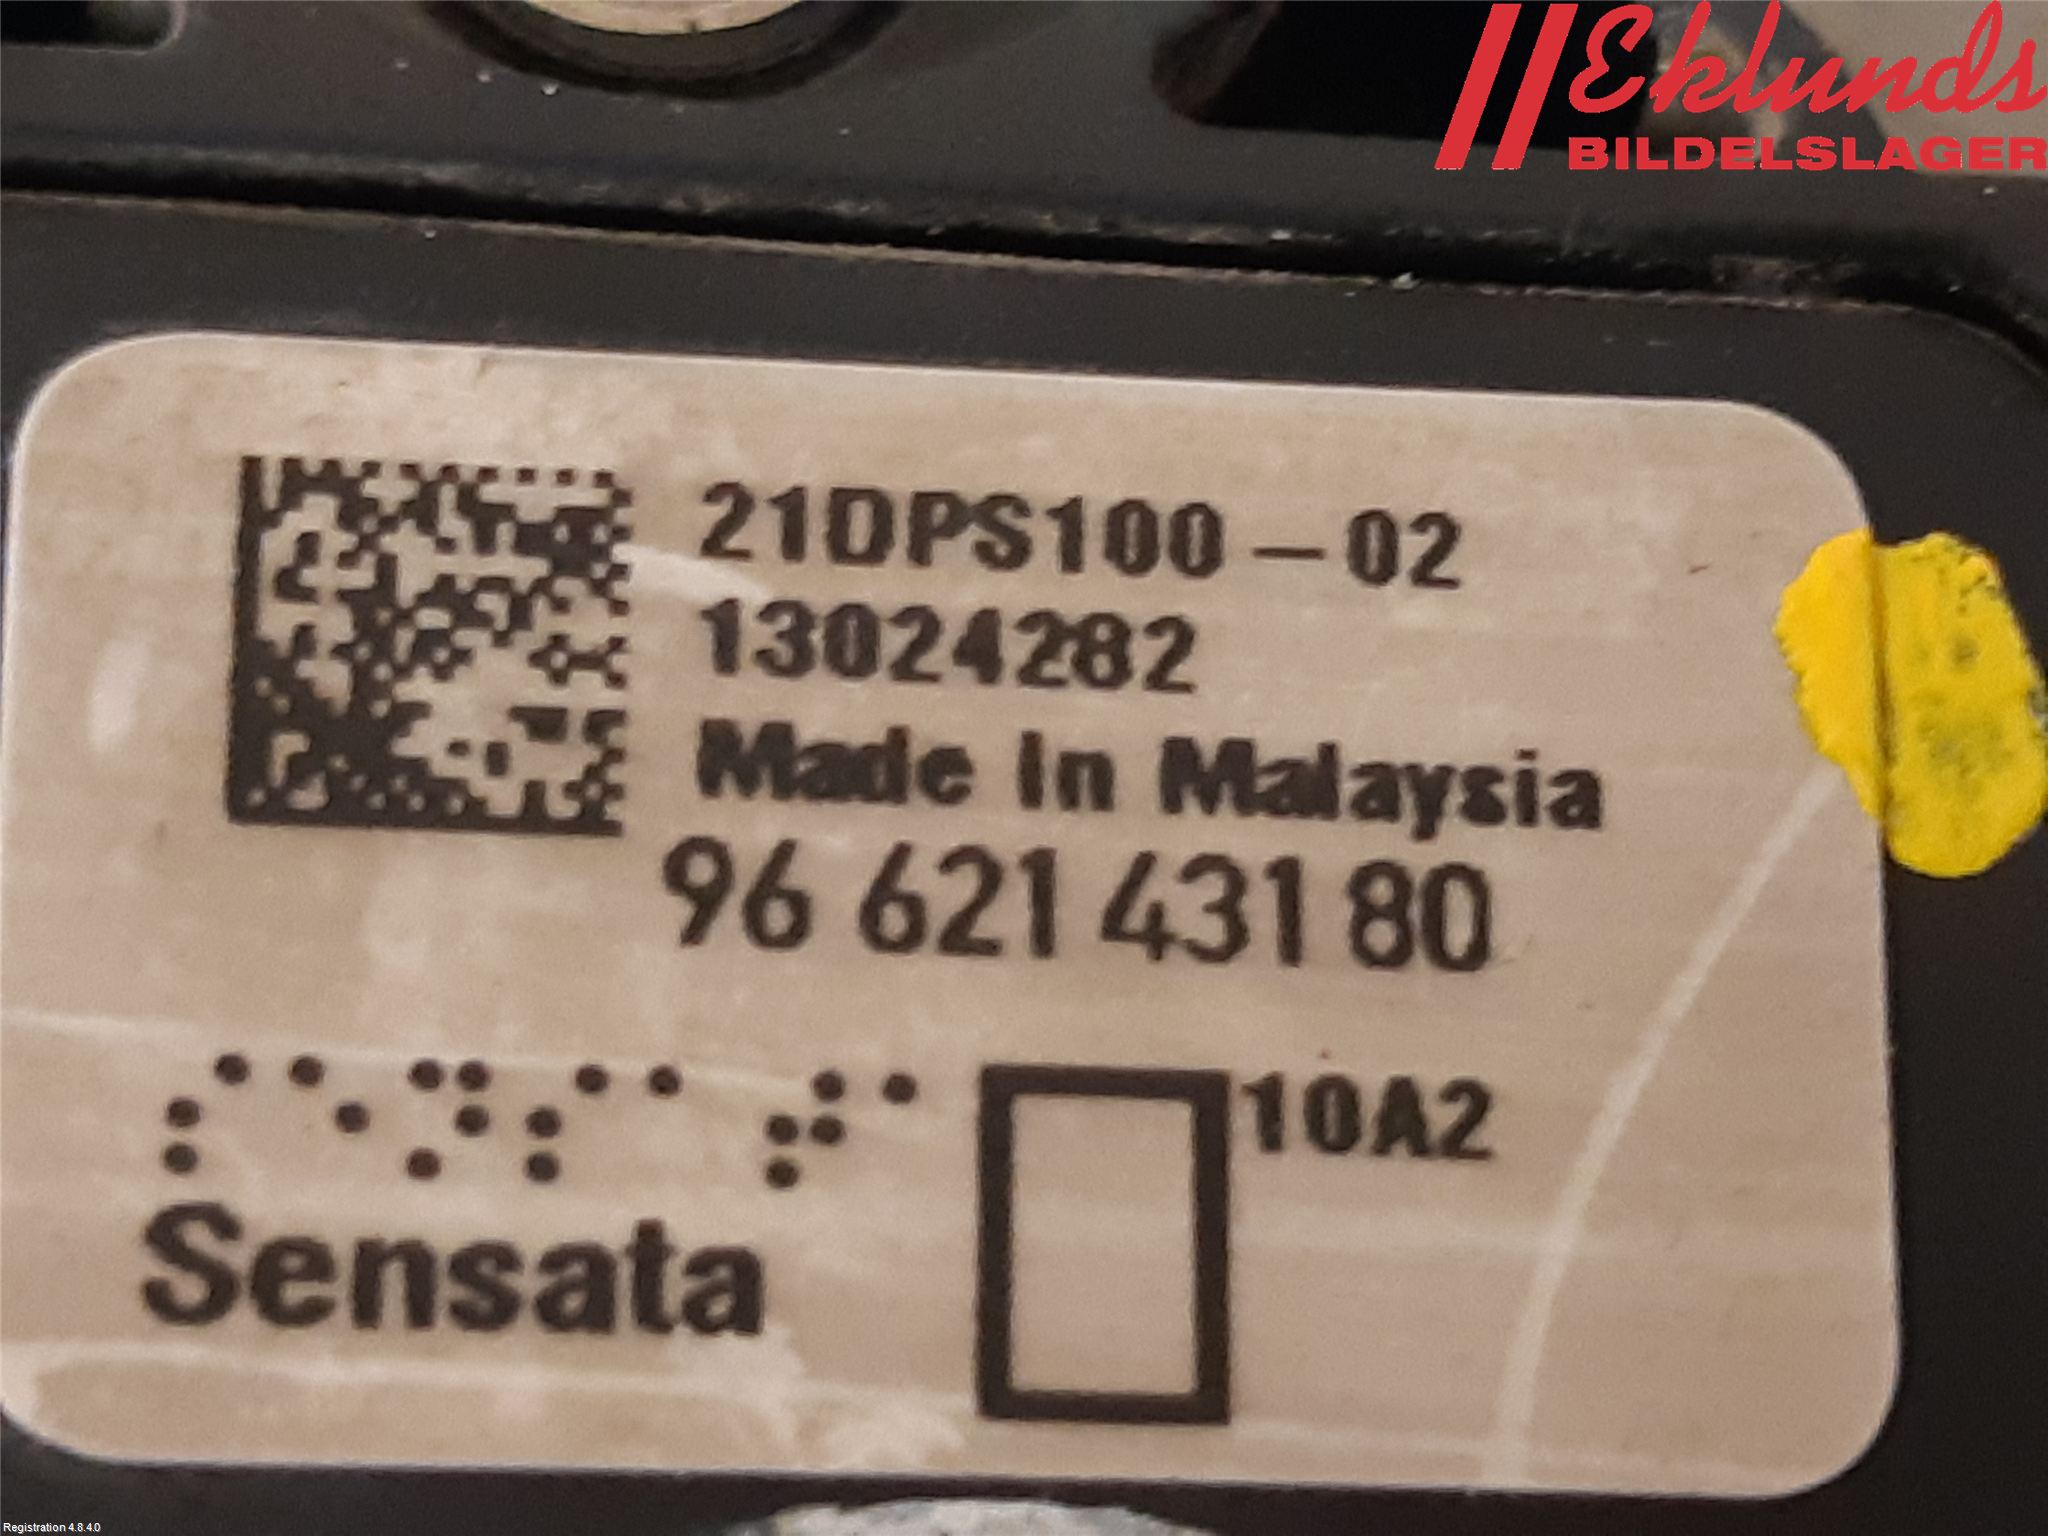 Eklunds
BILDELSLAGER
21DPS100-02
13024282
Made in Malaysia
96 621 431 80
10A2
Sensata
Registration 4.8.4.0